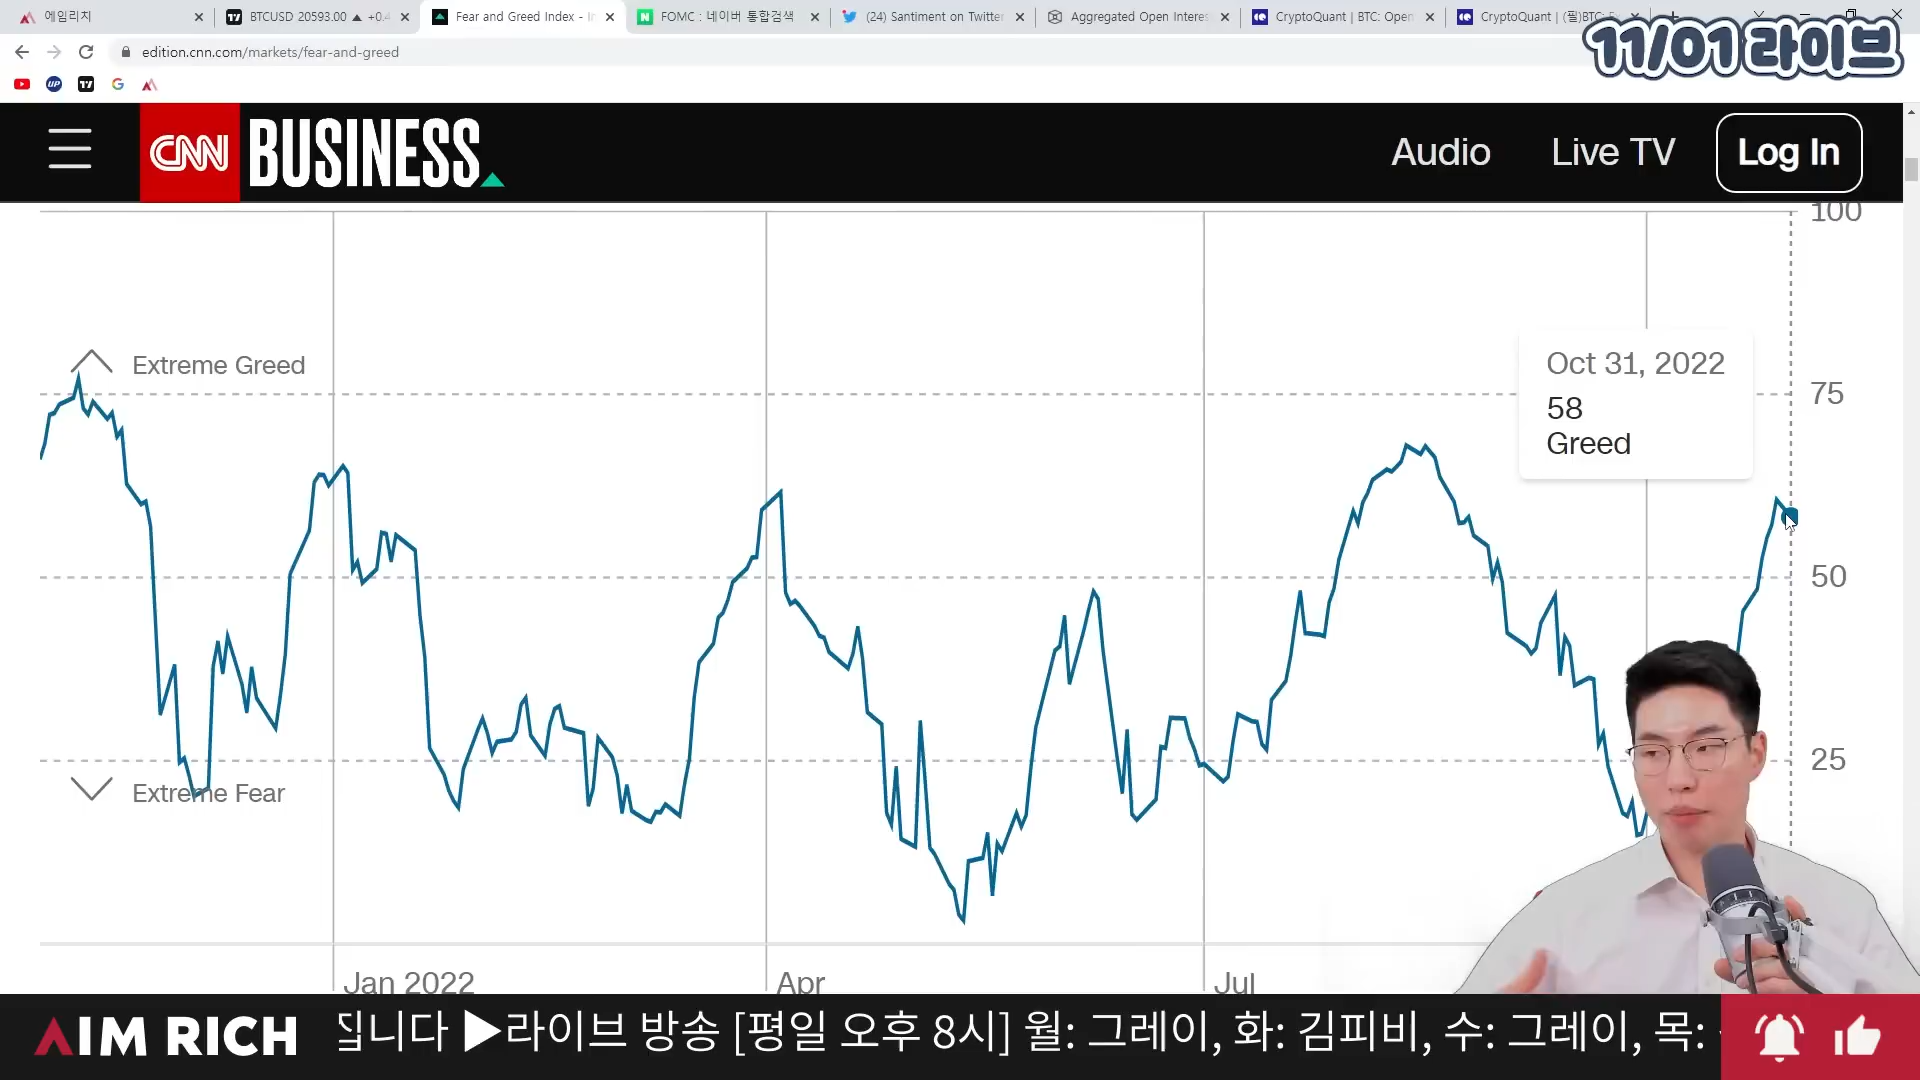 에임리치
BTCUSD 20593.00 ▲ +0.4
Fear and Greed Index - I
FOMC : 네이버 통합검색
(24) Santiment on Twitter
Aggregated Open Interes
CryptoQuant | BTC: Open
CryptoQuant | (필)BTC: E
edition.cnn.com/markets/fear-and-greed
11/01 라이브
CNN BUSINESS
Audio
Live TV
Log In
100
Extreme Greed
Oct 31, 2022
58
Greed
75
50
25
Extreme Fear
Jan 2022
Apr
Jul
AIM RICH
집니다 ▶라이브 방송 [평일 오후 8시] 월: 그레이, 화: 김피비, 수: 그레이, 목: